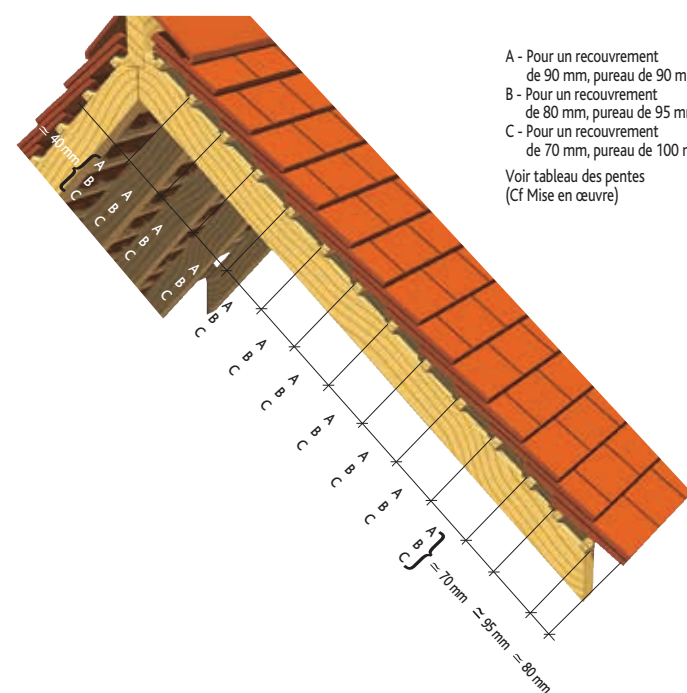 A - Pour un recouvrement
de 90 mm, pureau de 90 m
B - Pour un recouvrement
de 80 mm, pureau de 95 m
C - Pour un recouvrement
de 70 mm, pureau de 100 m
Voir tableau des pentes
(Cf Mise en œuvre)
≃ 40 mm
A
B
C
A
B
C
A
B
C
A
B
C
A
B
C
A
B
C
A
B
C
A
B
C
A
B
C
A
B
C
A
B
C
≃ 70 mm
≃ 95 mm
≃ 80 mm